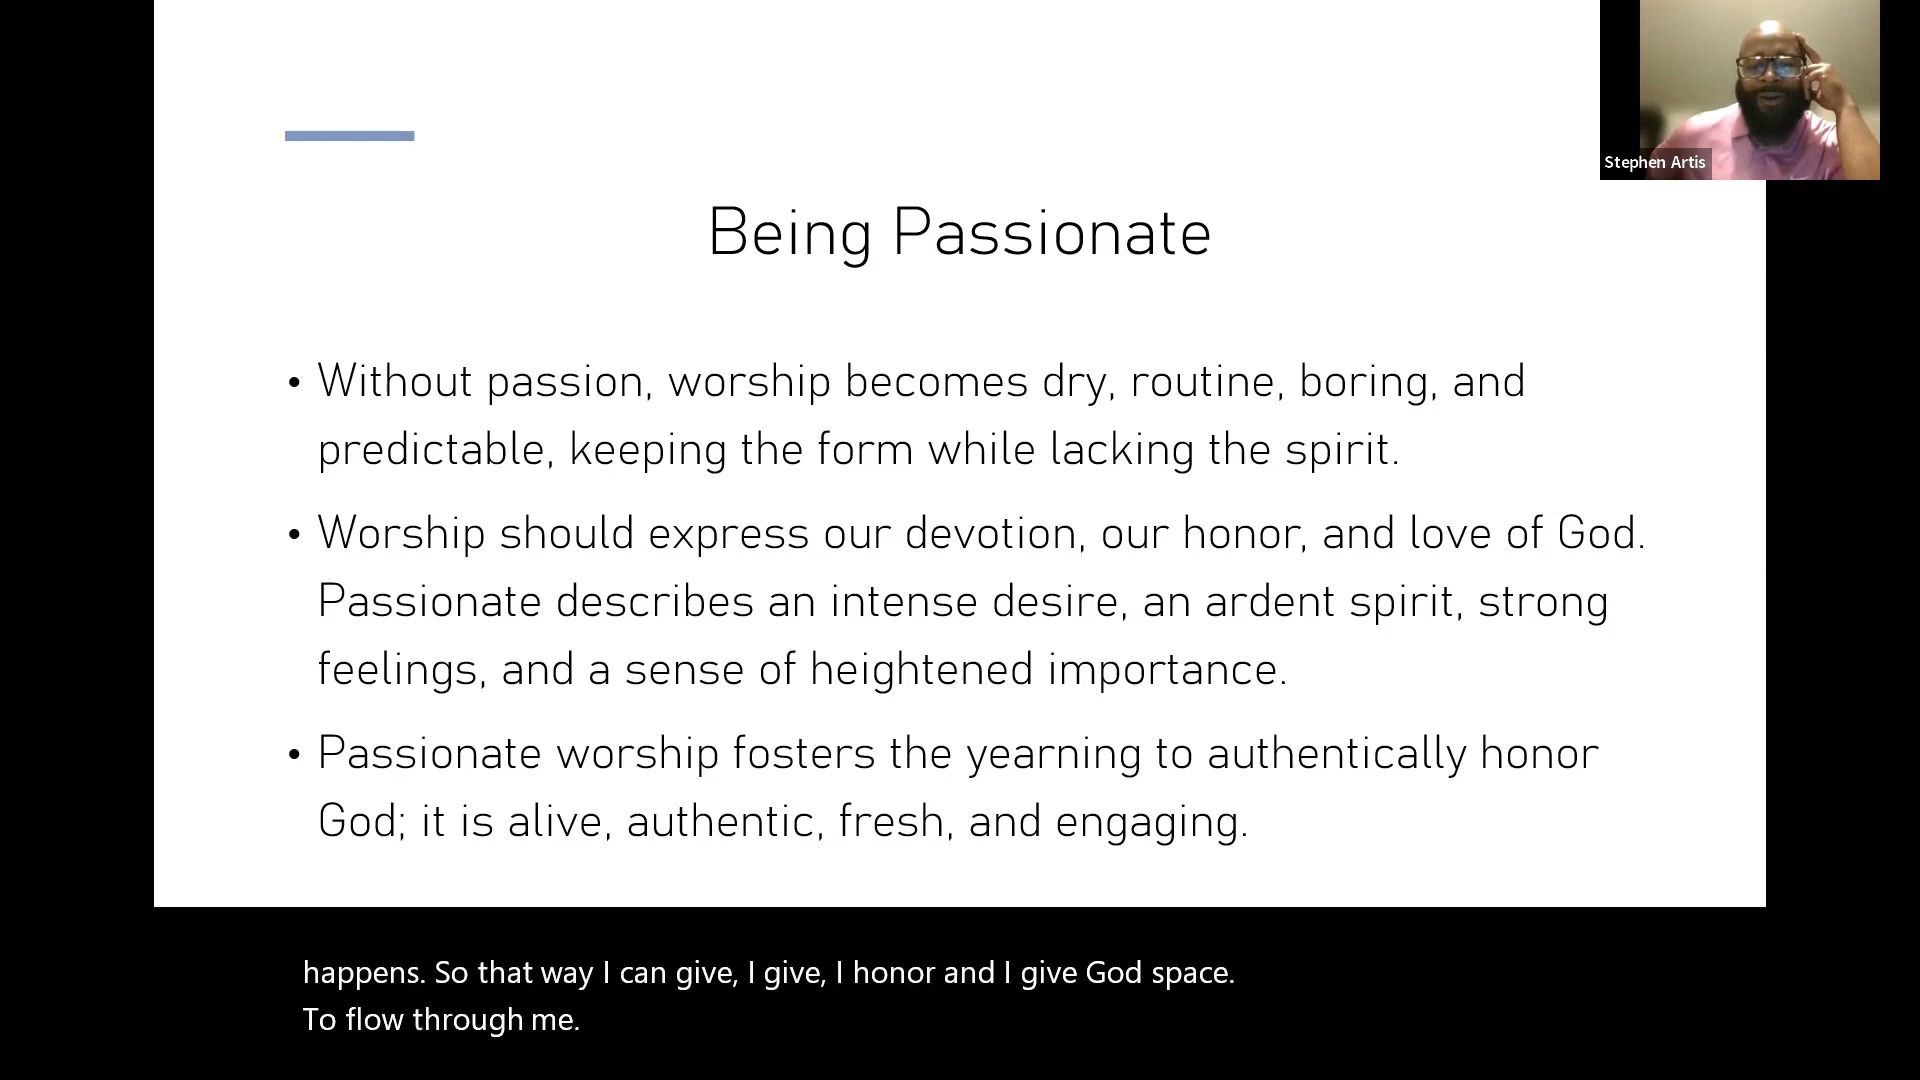 Stephen Artis
Being Passionate
• Without passion, worship becomes dry, routine, boring, and
predictable, keeping the form while lacking the spirit.
• Worship should express our devotion, our honor, and love of God.
Passionate describes an intense desire, an ardent spirit, strong
feelings, and a sense of heightened importance.
• Passionate worship fosters the yearning to authentically honor
God; it is alive, authentic, fresh, and engaging.
happens. So that way I can give, I give, I honor and I give God space.
To flow through me.